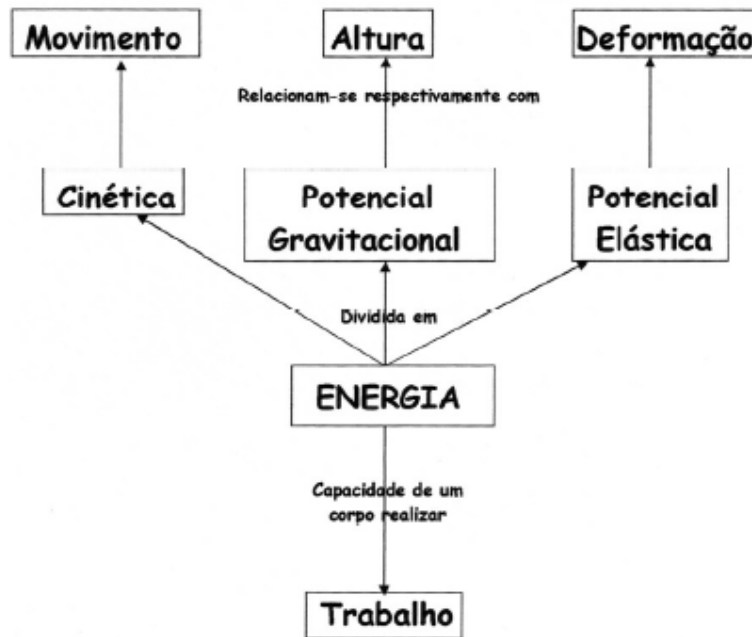 Movimento
Altura
Deformação
Relacionam-se respectivamente com
Cinética
Potencial
Gravitacional
Potencial
Elástica
Dividida em
ENERGIA
Capacidade de um
corpo realizar
Trabalho